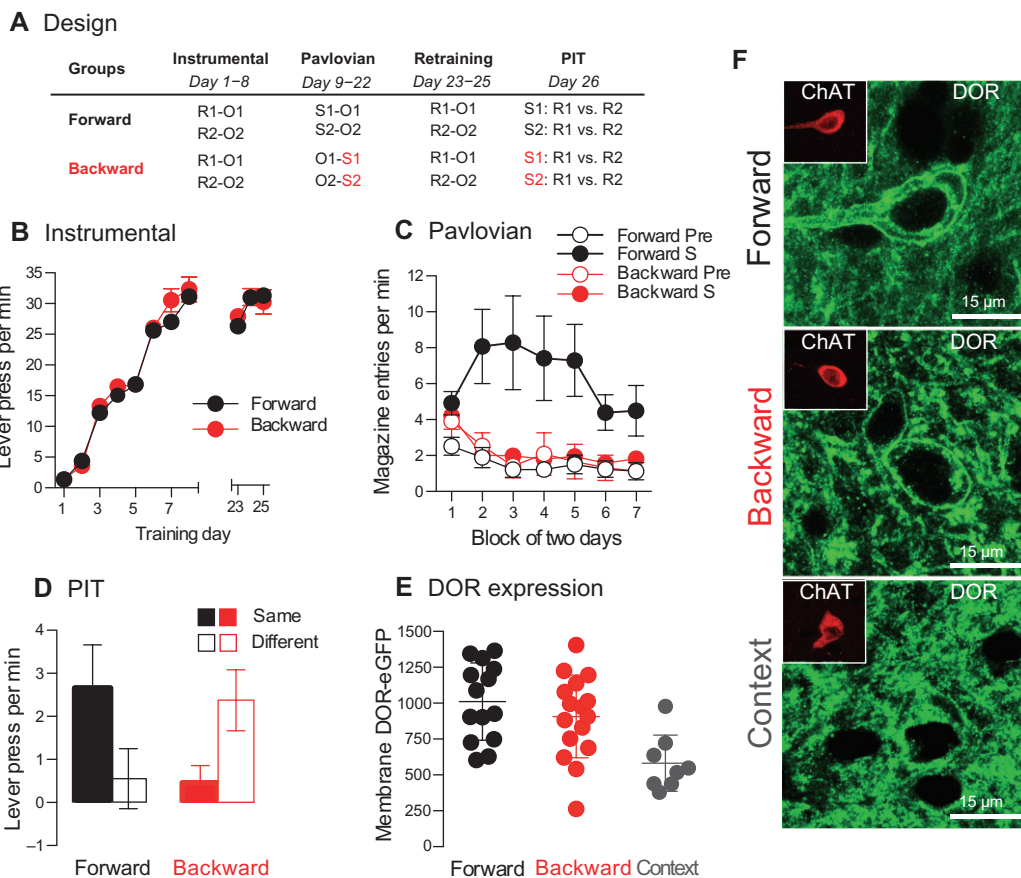 A Design
Groups Instrumental Pavlovian Retraining PIT
Day 1–8 Day 9–22 Day 23–25 Day 26
Forward
R1-O1 S1-O1 R1-O1 S1: R1 vs. R2
R2-O2 S2-O2 R2-O2 S2: R1 vs. R2
Backward
R1-O1 O1-S1 R1-O1 S1: R1 vs. R2
R2-O2 O2-S2 R2-O2 S2: R1 vs. R2
B Instrumental
Lever press per min
35
30
25
20
15
10
5
0
1 3 5 7 23 25
Training day
Forward
Backward
C Pavlovian
Forward Pre
Forward S
Backward Pre
Backward S
Magazine entries per min
12
10
8
6
4
2
0
1 2 3 4 5 6 7
Block of two days
D PIT
Same
Different
Lever press per min
4
3
2
1
0
–1
Forward Backward
E DOR expression
Membrane DOR-eGFP
1500
1250
1000
750
500
250
0
Forward Backward Context
F
Forward
ChAT DOR
15 µm
Backward
ChAT DOR
15 µm
Context
ChAT DOR
15 µm